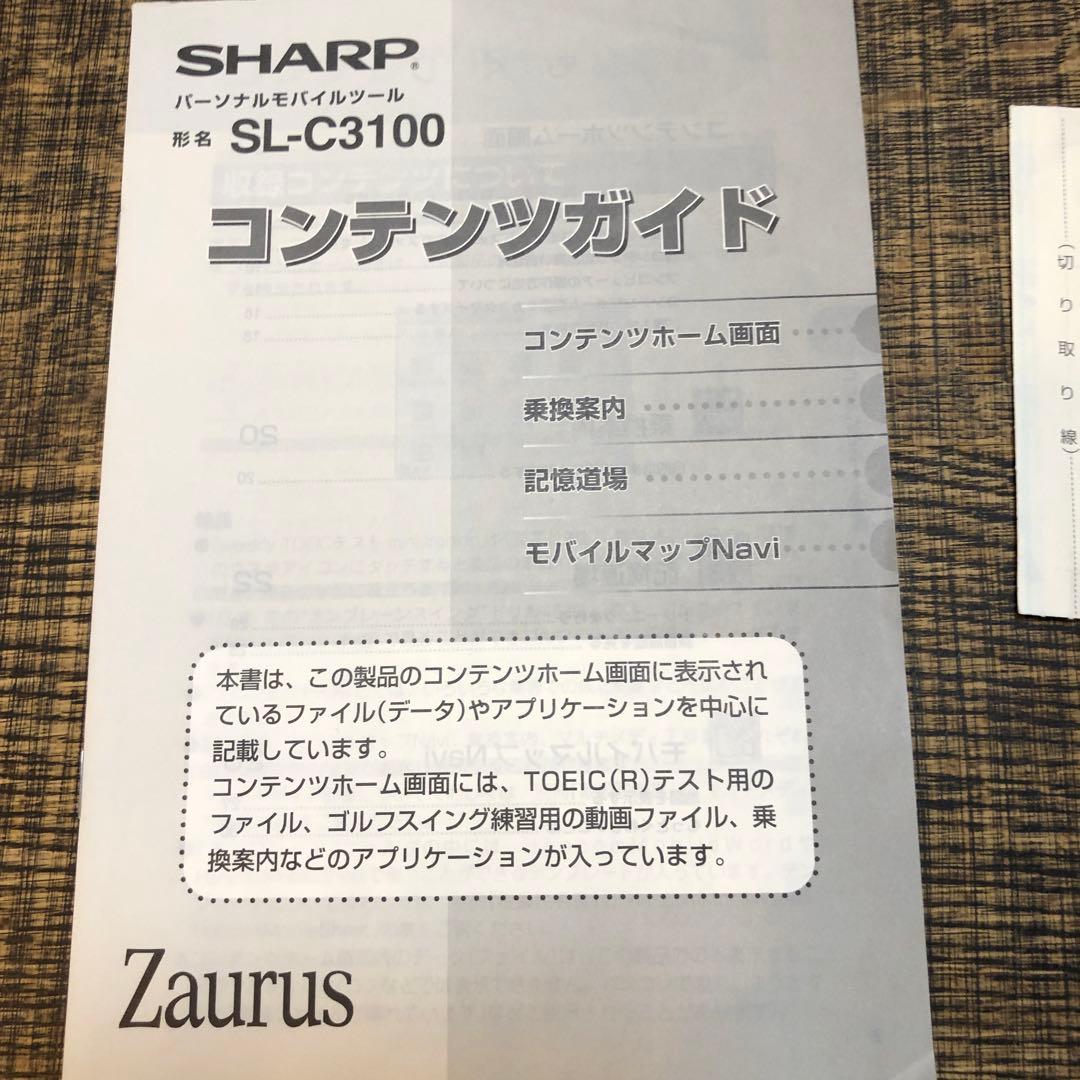 SHARP®
パーソナルモバイルツール
形名 SL-C3100
コンテンツガイド
コンテンツホーム画面
乗換案内
記憶道場
モバイルマップNavi
本書は、この製品のコンテンツホーム画面に表示され
ているファイル(データ)やアプリケーションを中心に
記載しています。
コンテンツホーム画面には、TOEIC(R)テスト用の
ファイル、ゴルフスイング練習用の動画ファイル、乗
換案内などのアプリケーションが入っています。
Zaurus
(切り取り線)